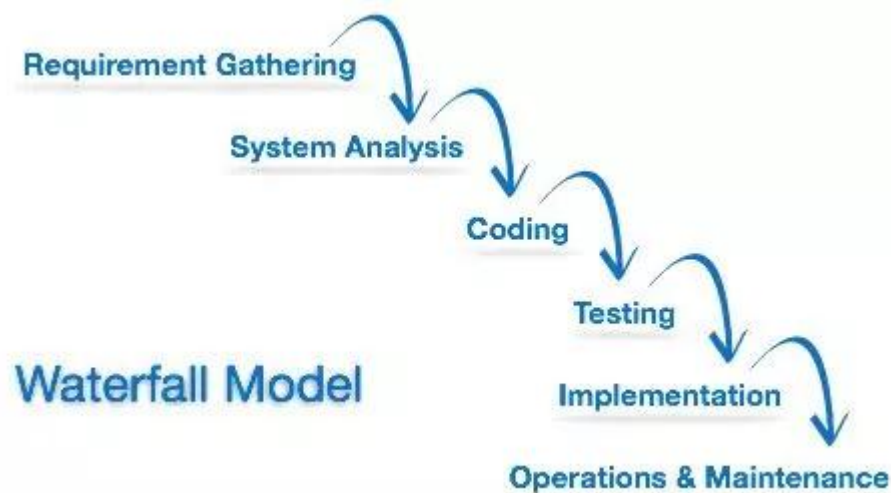 Requirement Gathering
System Analysis
Coding
Testing
Waterfall Model
Implementation
Operations & Maintenance